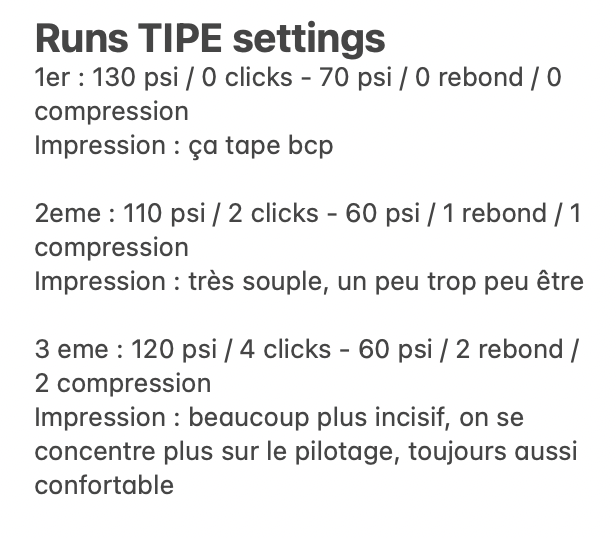 Runs TIPE settings
1er : 130 psi / 0 clicks - 70 psi / 0 rebond / 0
compression
Impression : ça tape bcp
2eme : 110 psi / 2 clicks - 60 psi / 1 rebond / 1
compression
Impression : très souple, un peu trop peu être
3 eme : 120 psi / 4 clicks - 60 psi / 2 rebond /
2 compression
Impression : beaucoup plus incisif, on se
concentre plus sur le pilotage, toujours aussi
confortable